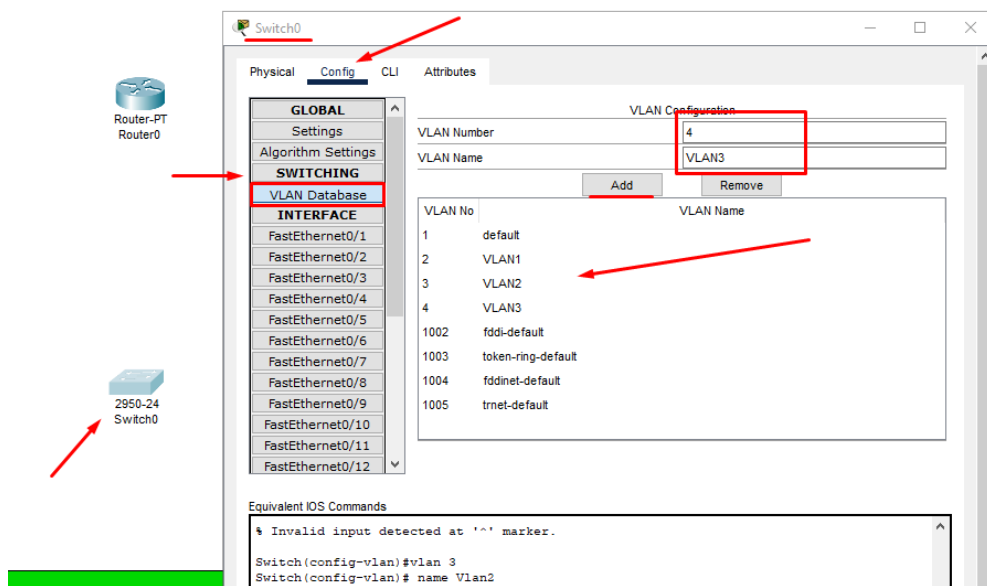 Switch0
Physical Config CLI Attributes
Router-PT
Router0
2950-24
Switch0
GLOBAL
Settings
Algorithm Settings
SWITCHING
VLAN Database
INTERFACE
FastEthernet0/1
FastEthernet0/2
FastEthernet0/3
FastEthernet0/4
FastEthernet0/5
FastEthernet0/6
FastEthernet0/7
FastEthernet0/8
FastEthernet0/9
FastEthernet0/10
FastEthernet0/11
FastEthernet0/12
VLAN Configuration
VLAN Number 4
VLAN Name VLAN3
Add Remove
VLAN No VLAN Name
1 default
2 VLAN1
3 VLAN2
4 VLAN3
1002 fddi-default
1003 token-ring-default
1004 fddinet-default
1005 trnet-default
Equivalent IOS Commands
% Invalid input detected at '^' marker.
Switch(config-vlan)#vlan 3
Switch(config-vlan)# name Vlan2